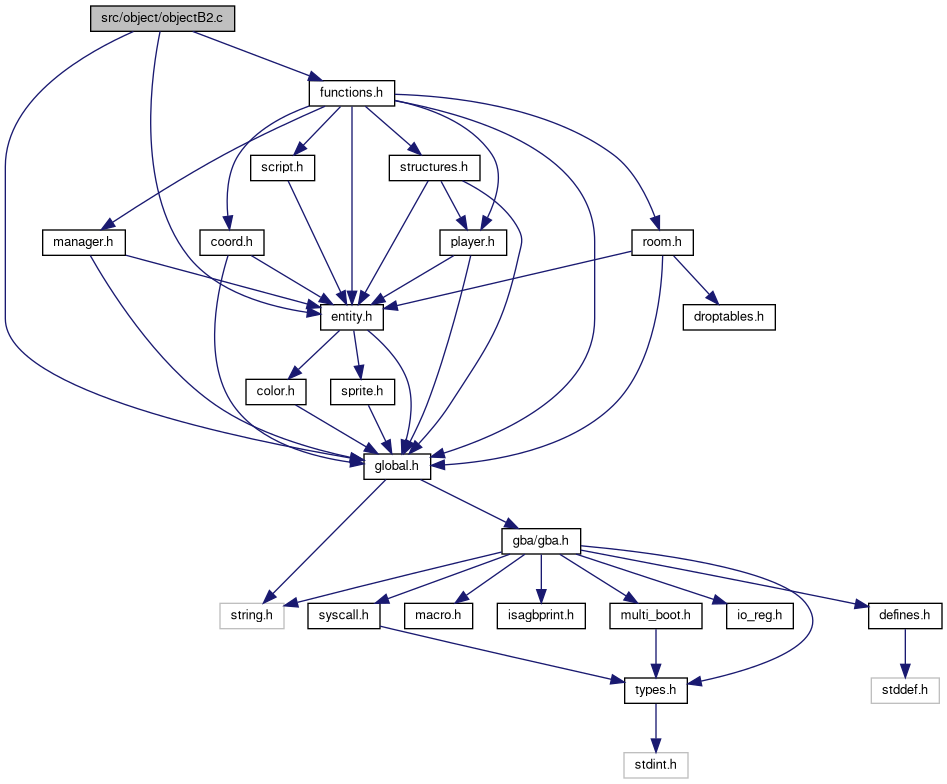 src/object/objectB2.c
functions.h
script.h
structures.h
manager.h
coord.h
player.h
room.h
entity.h
droptables.h
color.h
sprite.h
global.h
gba/gba.h
string.h
syscall.h
macro.h
isagbprint.h
multi_boot.h
io_reg.h
defines.h
types.h
stddef.h
stdint.h